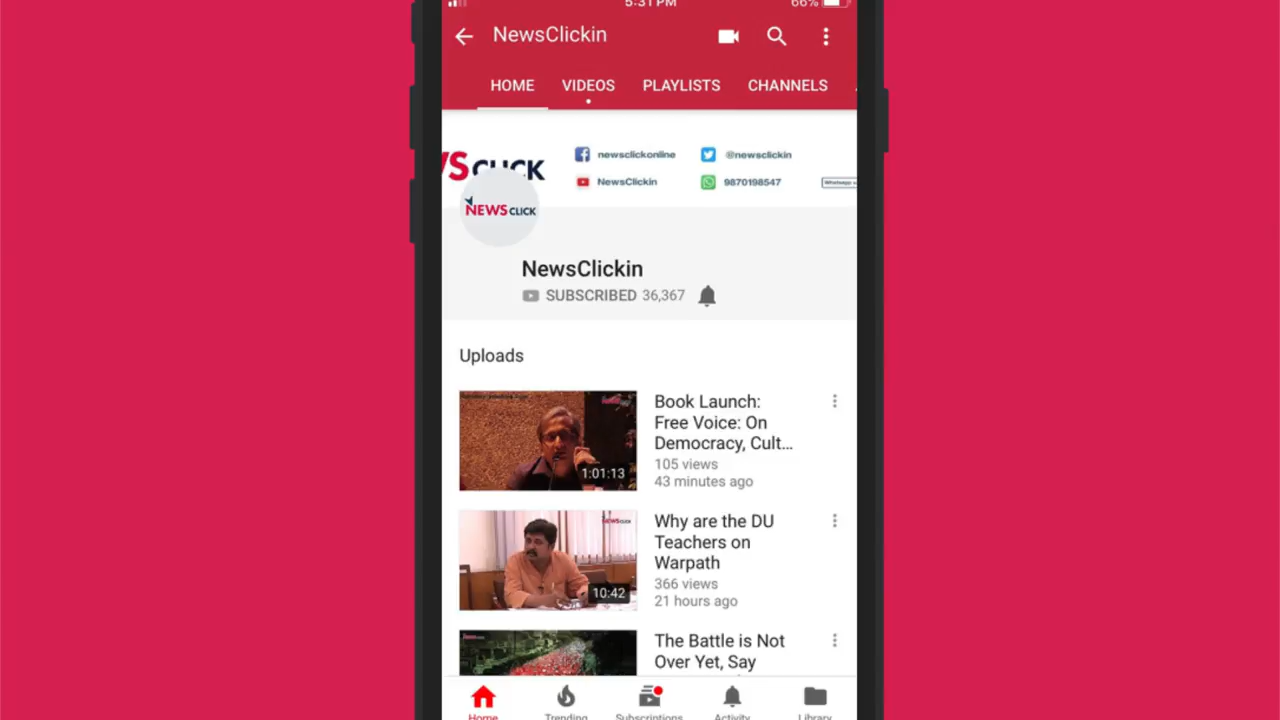 5:31 PM
66%
NewsClickin
HOME VIDEOS PLAYLISTS CHANNELS
CLICK
newsclickonline @newsclickin
NewsClickin 9870198547
Whatsapp
NEWSCLICK
NewsClickin
SUBSCRIBED 36,367
Uploads
Book Launch:
Free Voice: On
Democracy, Cult...
105 views
43 minutes ago
1:01:13
Why are the DU
Teachers on
Warpath
366 views
21 hours ago
NEWSCLICK
10:42
The Battle is Not
Over Yet, Say
Home Trending Subscriptions Activity Library